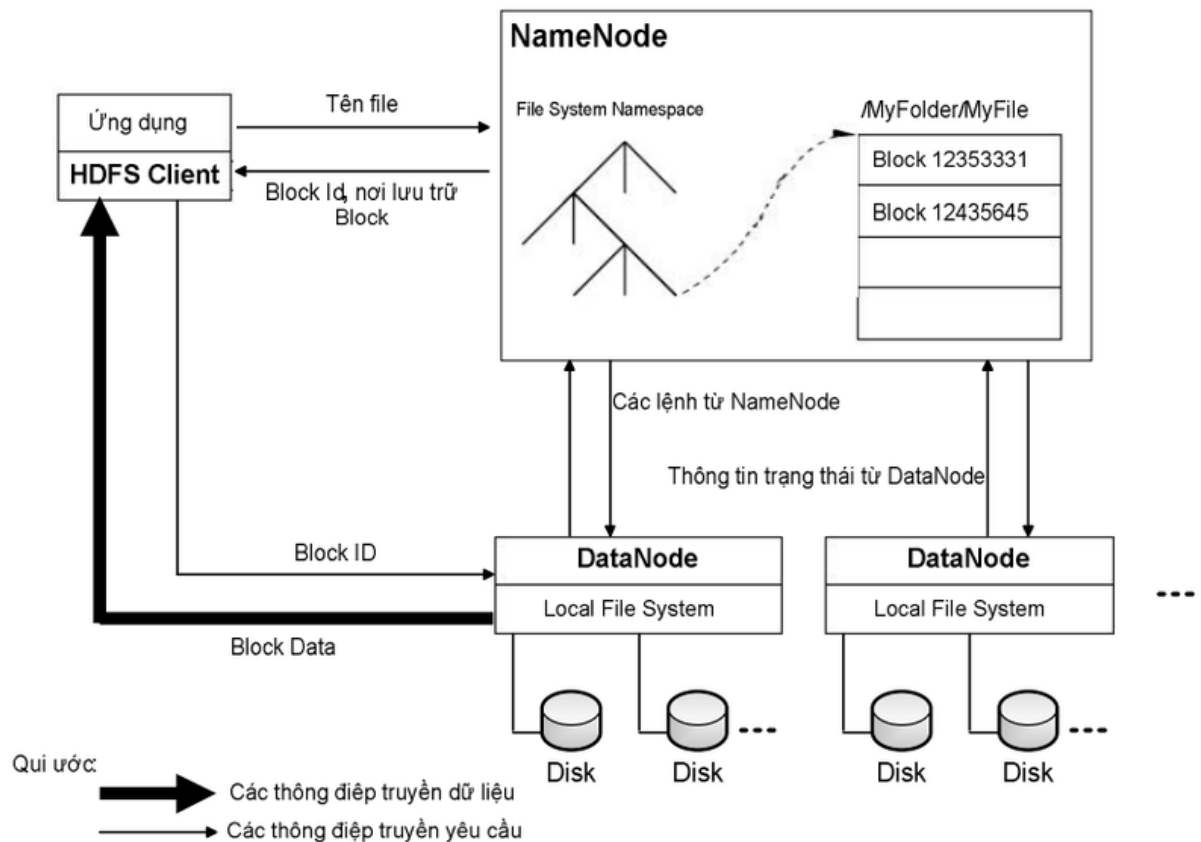 NameNode
File System Namespace
/MyFolder/MyFile
Block 12353331
Block 12435645
Ứng dụng
HDFS Client
Tên file
Block Id, nơi lưu trữ
Block
Các lệnh từ NameNode
Thông tin trạng thái từ DataNode
Block ID
Block Data
DataNode
Local File System
DataNode
Local File System
Disk
Disk
Disk
Disk
Qui ước:
Các thông điệp truyền dữ liệu
Các thông điệp truyền yêu cầu